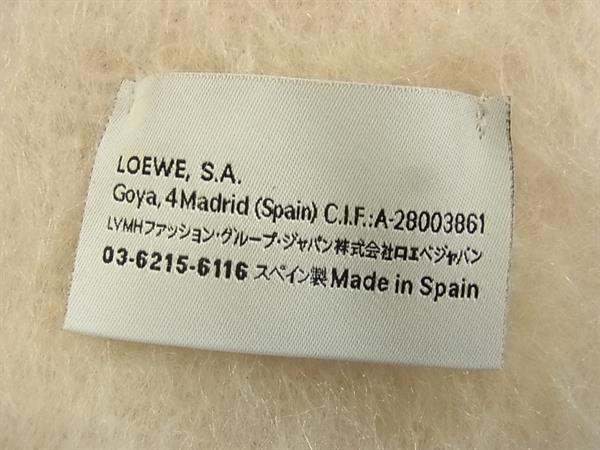 LOEWE, S.A.
Goya, 4 Madrid (Spain) C.I.F.:A-28003861
LVMHファッション・グループ・ジャパン株式会社ロエベジャパン
03-6215-6116 スペイン製 Made in Spain